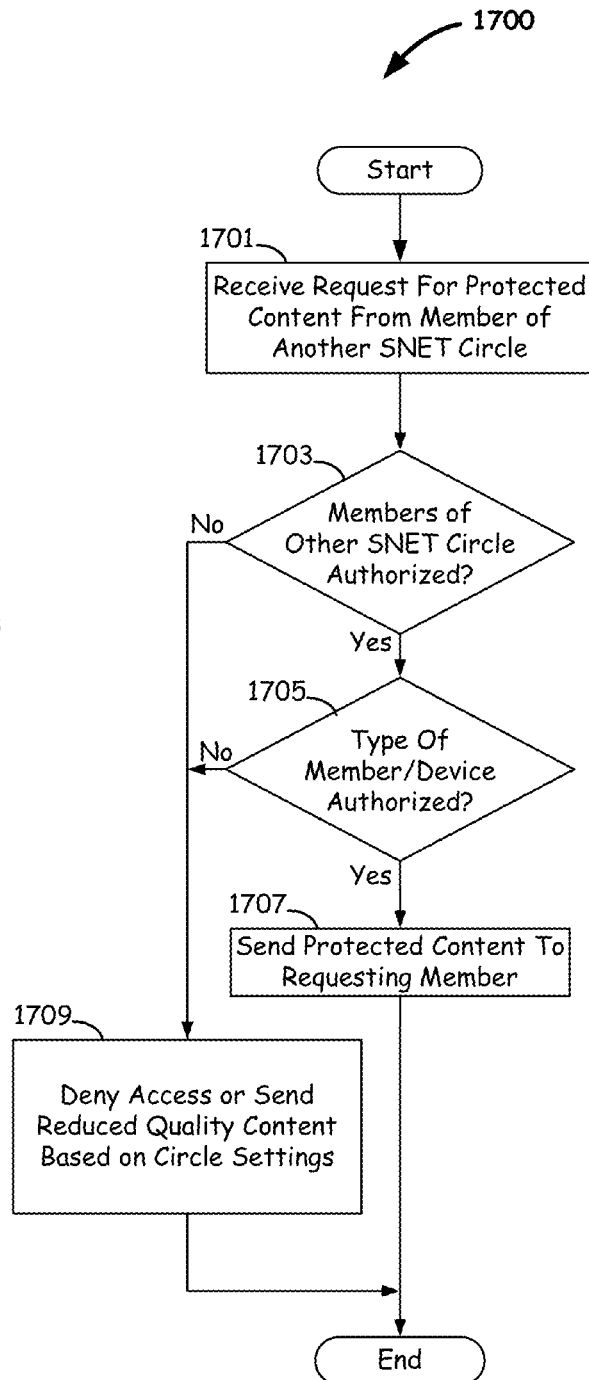 1700
Start
1701
Receive Request For Protected
Content From Member of
Another SNET Circle
1703
Members of
Other SNET Circle
Authorized?
No
Yes
1705
Type Of
Member/Device
Authorized?
No
Yes
1707
Send Protected Content To
Requesting Member
1709
Deny Access or Send
Reduced Quality Content
Based on Circle Settings
End